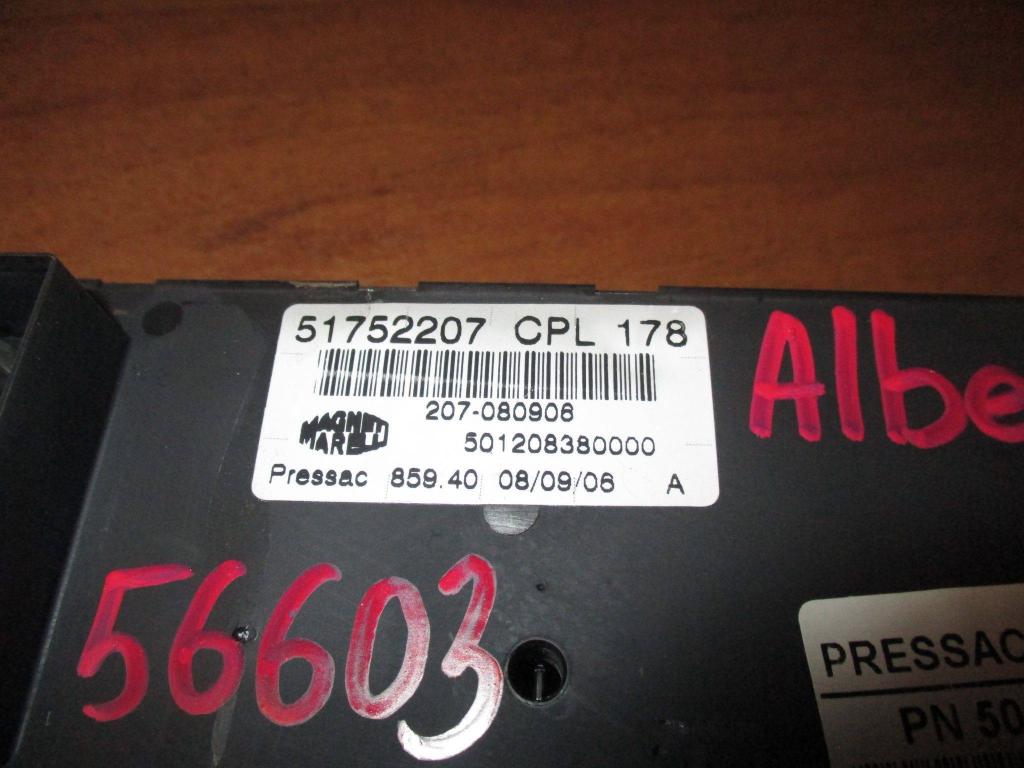 51752207 CPL 178
207-080906
MAGNETI
MARELLI
501208380000
Pressac 859.40 08/09/06 A
Albe
56603
PRESSAC
PN 50